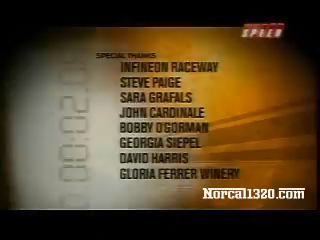 SPEED
SPECIAL THANKS
INFINEON RACEWAY
STEVE PAIGE
SARA GRAFALS
JOHN CARDINALE
BOBBY O'GORMAN
GEORGIA SIEPEL
DAVID HARRIS
GLORIA FERRER WINERY
Norcal1320.com